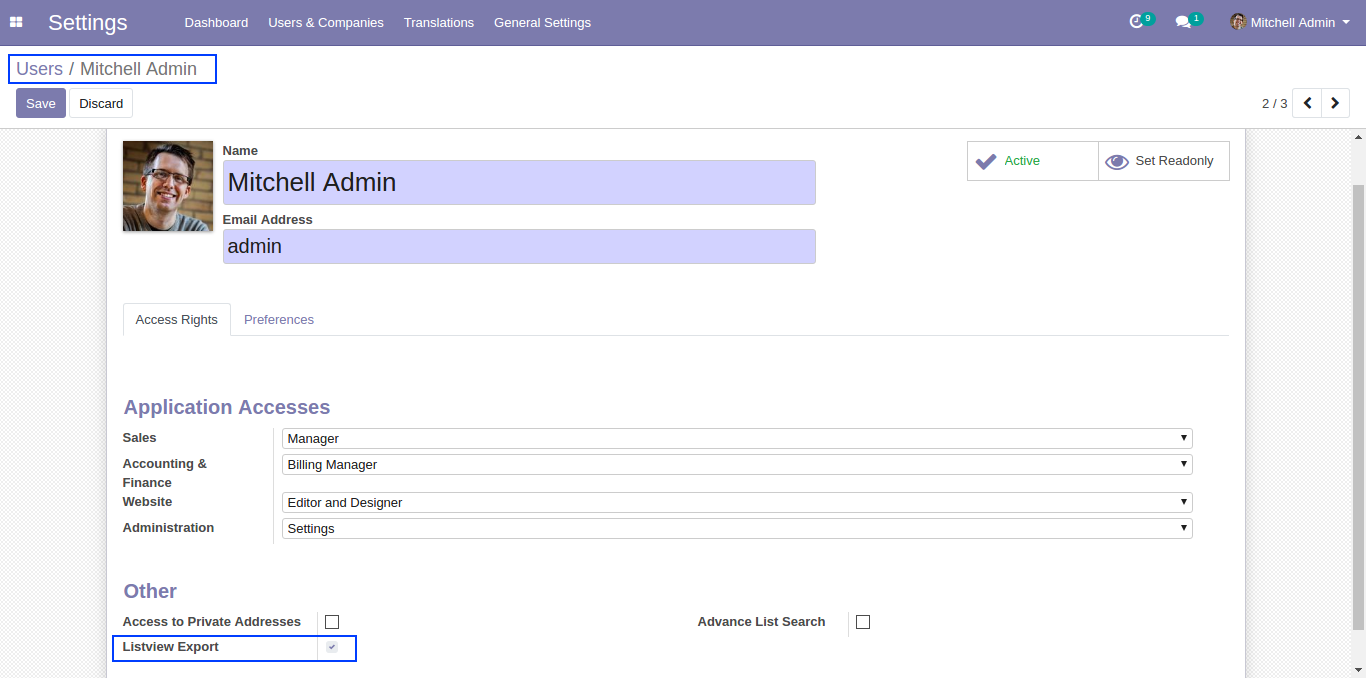 Settings Dashboard Users & Companies Translations General Settings 9 1 Mitchell Admin
Users / Mitchell Admin
Save Discard 2 / 3
Name
Mitchell Admin
Active Set Readonly
Email Address
admin
Access Rights Preferences
Application Accesses
Sales Manager
Accounting & Finance Billing Manager
Website Editor and Designer
Administration Settings
Other
Access to Private Addresses Advance List Search
Listview Export